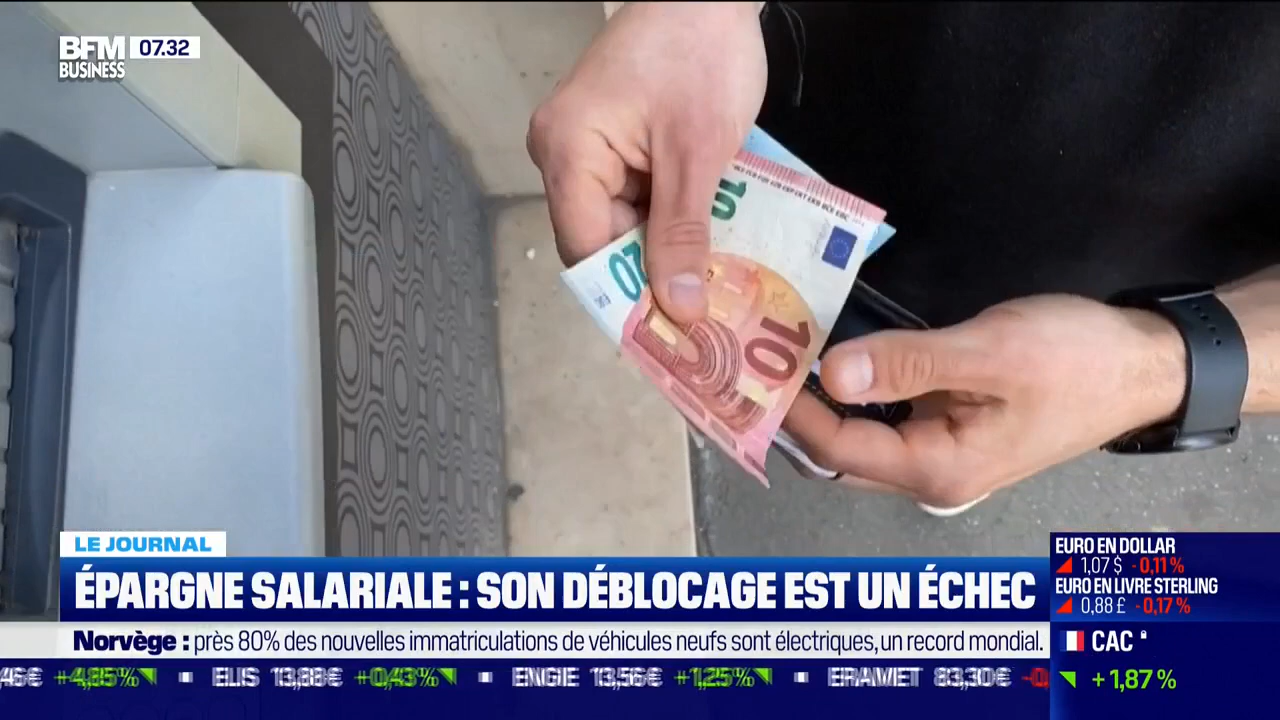 BFM 07.32
BUSINESS
10
20
10
LE JOURNAL
ÉPARGNE SALARIALE : SON DÉBLOCAGE EST UN ÉCHEC
Norvège : près 80% des nouvelles immatriculations de véhicules neufs sont électriques, un record mondial.
EURO EN DOLLAR
1,07 $ -0,11 %
EURO EN LIVRE STERLING
0,88 £ -0,17 %
CAC
+1,87 %
+4,85% ELIS 13,88€ +0,43% ENGIE 13,56€ +1,25% ERAMET 83,30€